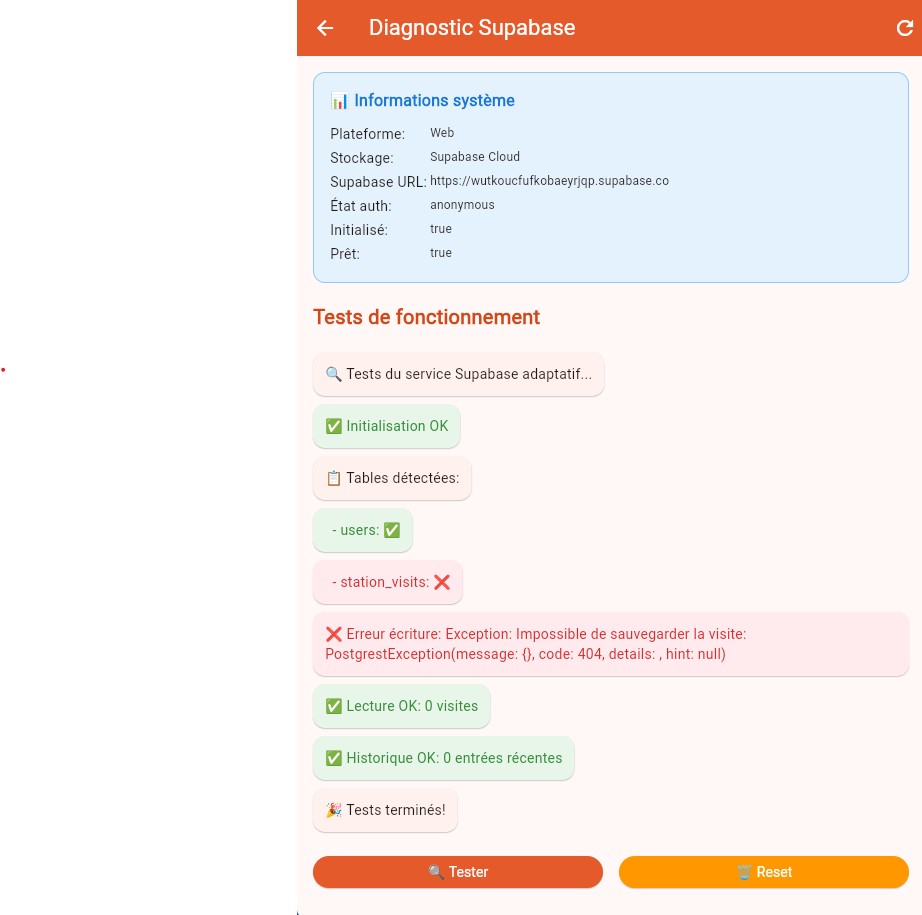 Diagnostic Supabase
📊 Informations système
Plateforme: Web
Stockage: Supabase Cloud
Supabase URL: https://wutkoucfufkobaeyrjqp.supabase.co
État auth: anonymous
Initialisé: true
Prêt: true
Tests de fonctionnement
🔍 Tests du service Supabase adaptatif...
✅ Initialisation OK
📋 Tables détectées:
- users: ✅
- station_visits: ❌
❌ Erreur écriture: Exception: Impossible de sauvegarder la visite:
PostgrestException(message: {}, code: 404, details: , hint: null)
✅ Lecture OK: 0 visites
✅ Historique OK: 0 entrées récentes
🎉 Tests terminés!
🔍 Tester
🗑️ Reset